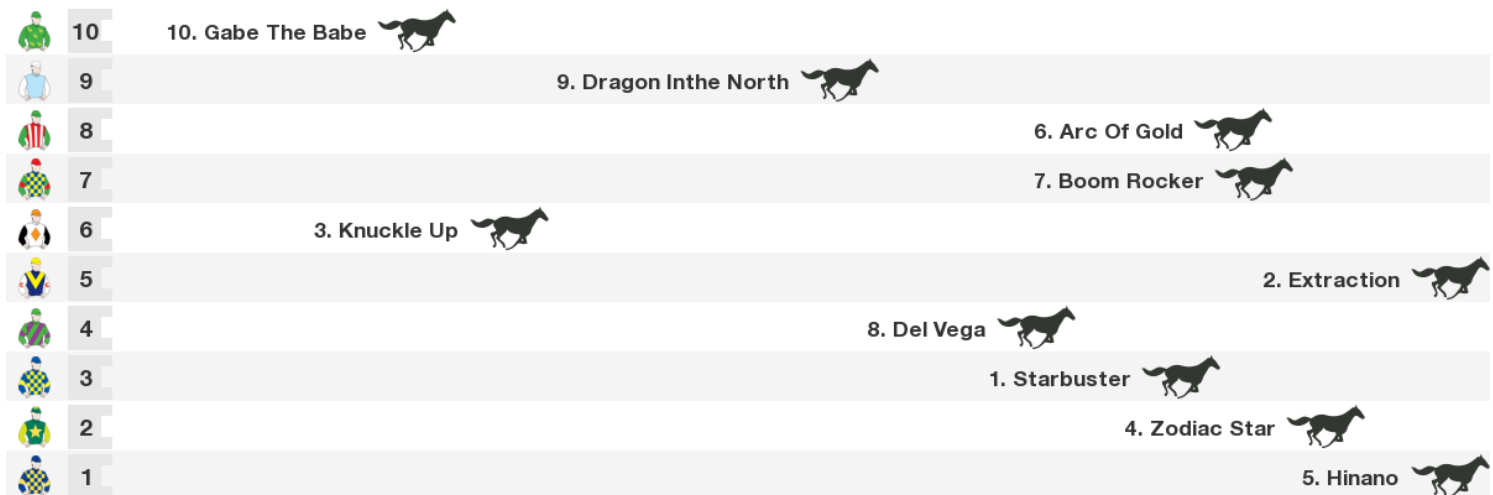 10 10. Gabe The Babe
9 9. Dragon Inthe North
8 6. Arc Of Gold
7 7. Boom Rocker
6 3. Knuckle Up
5 2. Extraction
4 8. Del Vega
3 1. Starbuster
2 4. Zodiac Star
1 5. Hinano